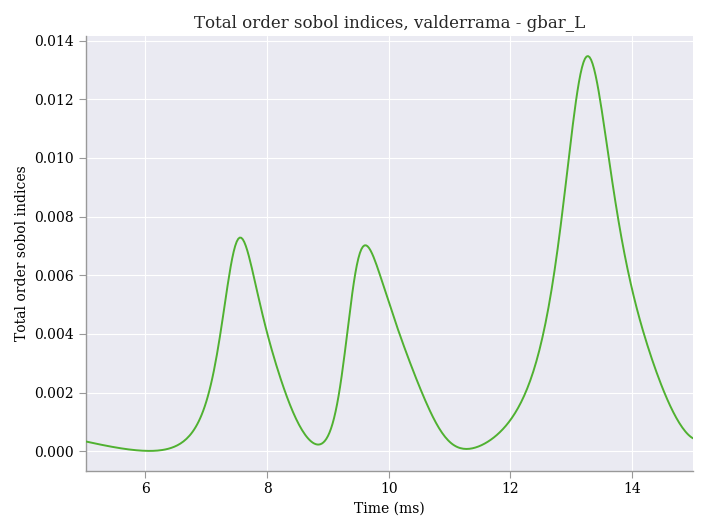 Total order sobol indices, valderrama - gbar_L
Total order sobol indices
0.014
0.012
0.010
0.008
0.006
0.004
0.002
0.000
6 8 10 12 14
Time (ms)